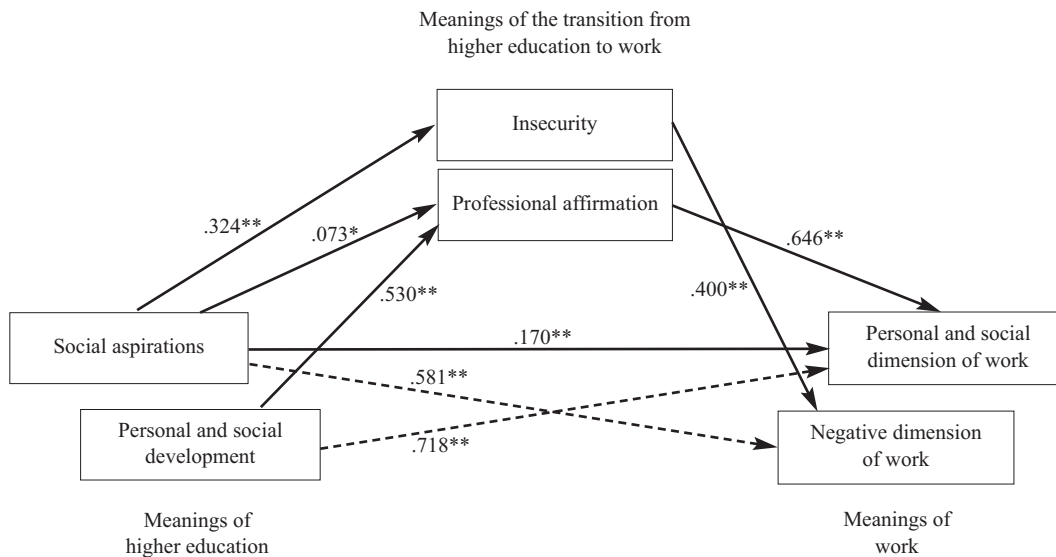 Meanings of the transition from
higher education to work
Insecurity
Professional affirmation
.324**
.073*
.530**
.646**
.400**
Social aspirations
.170**
Personal and social
dimension of work
.581**
Personal and social
development
.718**
Negative dimension
of work
Meanings of
higher education
Meanings of
work